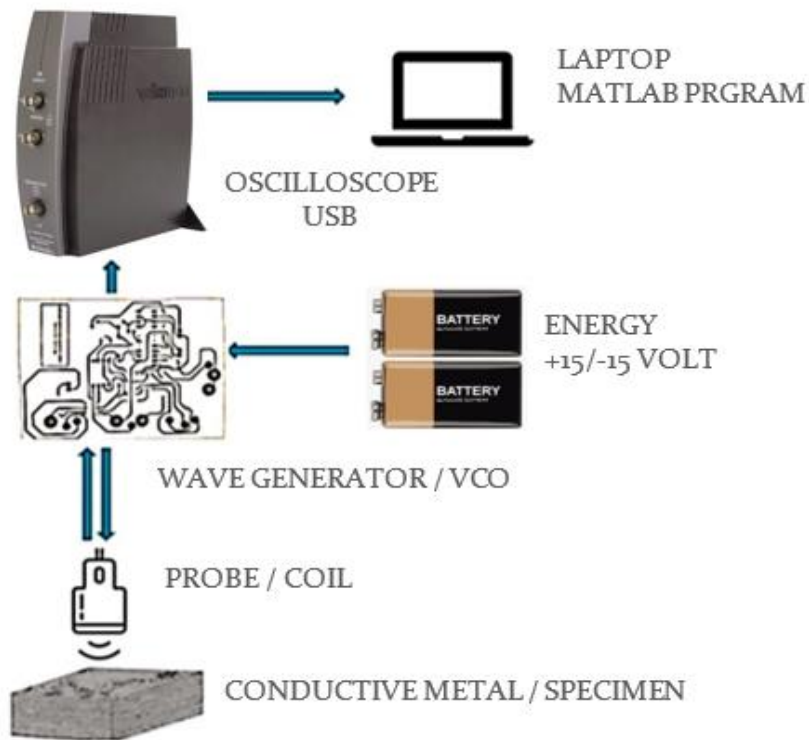 LAPTOP
MATLAB PRGRAM
OSCILLOSCOPE
USB
BATTERY
BATTERY
ENERGY
+15/-15 VOLT
WAVE GENERATOR / VCO
PROBE / COIL
CONDUCTIVE METAL / SPECIMEN